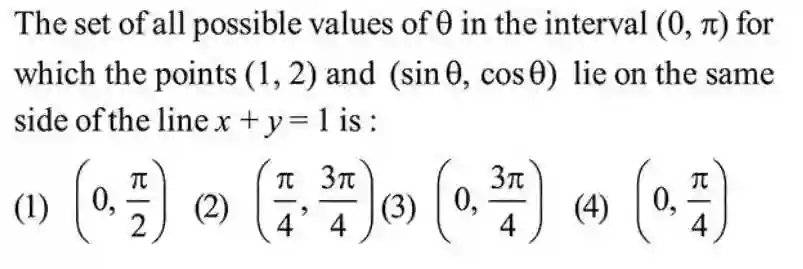 The set of all possible values of θ in the interval (0, π) for
which the points (1, 2) and (sin θ, cos θ) lie on the same
side of the line x + y = 1 is :
(1) (0, π/2) (2) (π/4, 3π/4) (3) (0, 3π/4) (4) (0, π/4)